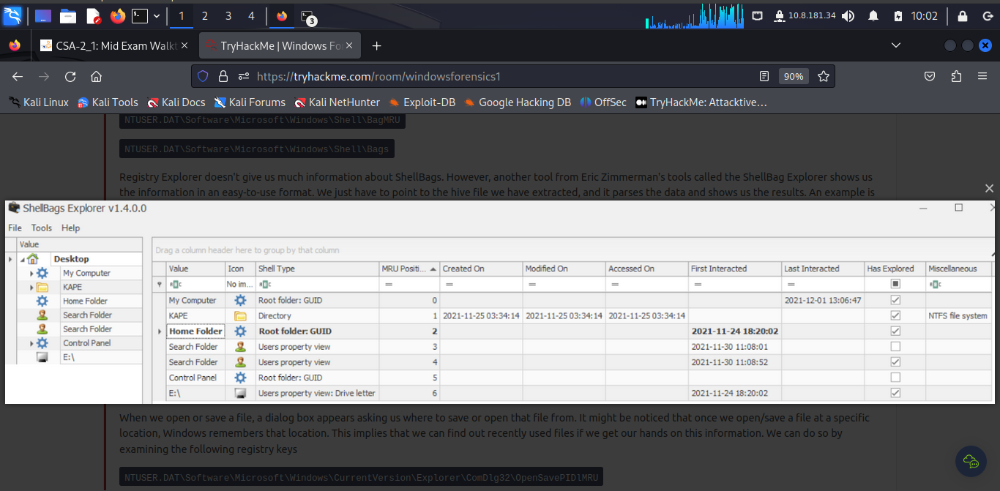 1 2 3 4 3 10.8.181.34 10:02
CSA-2_1: Mid Exam Walkt TryHackMe | Windows Fo
https://tryhackme.com/room/windowsforensics1 90%
Kali Linux Kali Tools Kali Docs Kali Forums Kali NetHunter Exploit-DB Google Hacking DB OffSec TryHackMe: Attacktive…
NTUSER.DAT\Software\Microsoft\Windows\Shell\BagMRU
NTUSER.DAT\Software\Microsoft\Windows\Shell\Bags
Registry Explorer doesn't give us much information about ShellBags. However, another tool from Eric Zimmerman's tools called the ShellBag Explorer shows us
the information in an easy-to-use format. We just have to point to the hive file we have extracted, and it parses the data and shows us the results. An example is
ShellBags Explorer v1.4.0.0
File Tools Help
Value
Desktop
My Computer
KAPE
Home Folder
Search Folder
Search Folder
Control Panel
E:\
Drag a column header here to group by that column
Value Icon Shell Type MRU Positi... Created On Modified On Accessed On First Interacted Last Interacted Has Explored Miscellaneous
No im... = = = = = =
My Computer Root folder: GUID 0 2021-12-01 13:06:47
KAPE Directory 1 2021-11-25 03:34:14 2021-11-25 03:34:14 2021-11-25 03:34:14 NTFS file system
Home Folder Root folder: GUID 2 2021-11-24 18:20:02
Search Folder Users property view 3 2021-11-30 11:08:01
Search Folder Users property view 4 2021-11-30 11:08:52
Control Panel Root folder: GUID 5
E:\ Users property view: Drive letter 6 2021-11-24 18:20:02
When we open or save a file, a dialog box appears asking us where to save or open that file from. It might be noticed that once we open/save a file at a specific
location, Windows remembers that location. This implies that we can find out recently used files if we get our hands on this information. We can do so by
examining the following registry keys
NTUSER.DAT\Software\Microsoft\Windows\CurrentVersion\Explorer\ComDlg32\OpenSavePIDlMRU